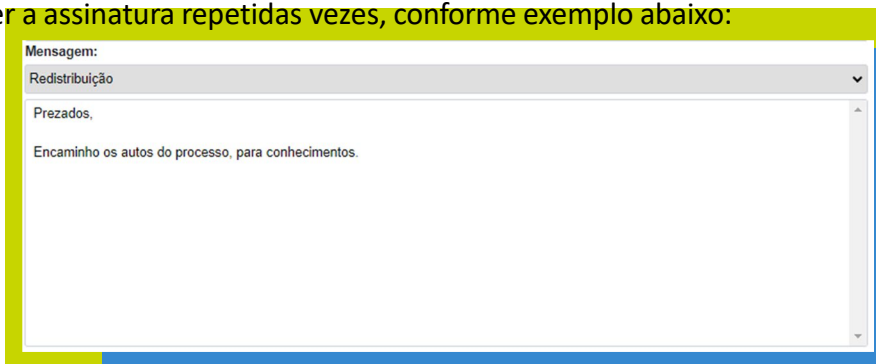 er a assinatura repetidas vezes, conforme exemplo abaixo:
Mensagem:
Redistribuição
Prezados,
Encaminho os autos do processo, para conhecimentos.